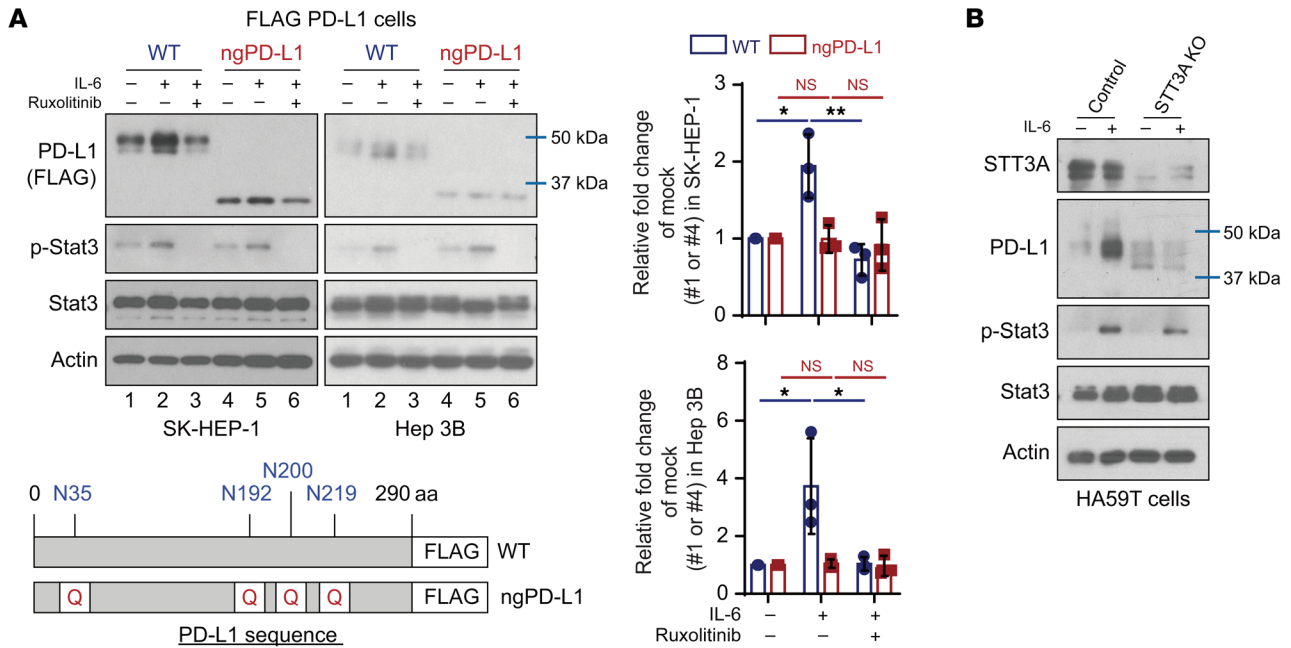 A
FLAG PD-L1 cells
WT ngPD-L1 WT ngPD-L1
IL-6 – + + – + + – + + – + +
Ruxolitinib – – + – – + – – + – – +
PD-L1
(FLAG)
50 kDa
37 kDa
p-Stat3
Stat3
Actin
1 2 3 4 5 6 1 2 3 4 5 6
SK-HEP-1 Hep 3B
0 N35 N192 N200 N219 290 aa
FLAG WT
Q Q Q Q FLAG ngPD-L1
PD-L1 sequence
WT ngPD-L1
Relative fold change
of mock
(#1 or #4) in SK-HEP-1
3
2
1
0
NS NS
* **
Relative fold change
of mock
(#1 or #4) in Hep 3B
8
6
4
2
0
NS NS
* *
IL-6 – + +
Ruxolitinib – – +
B
Control STT3A KO
IL-6 – + – +
STT3A
PD-L1
50 kDa
37 kDa
p-Stat3
Stat3
Actin
HA59T cells